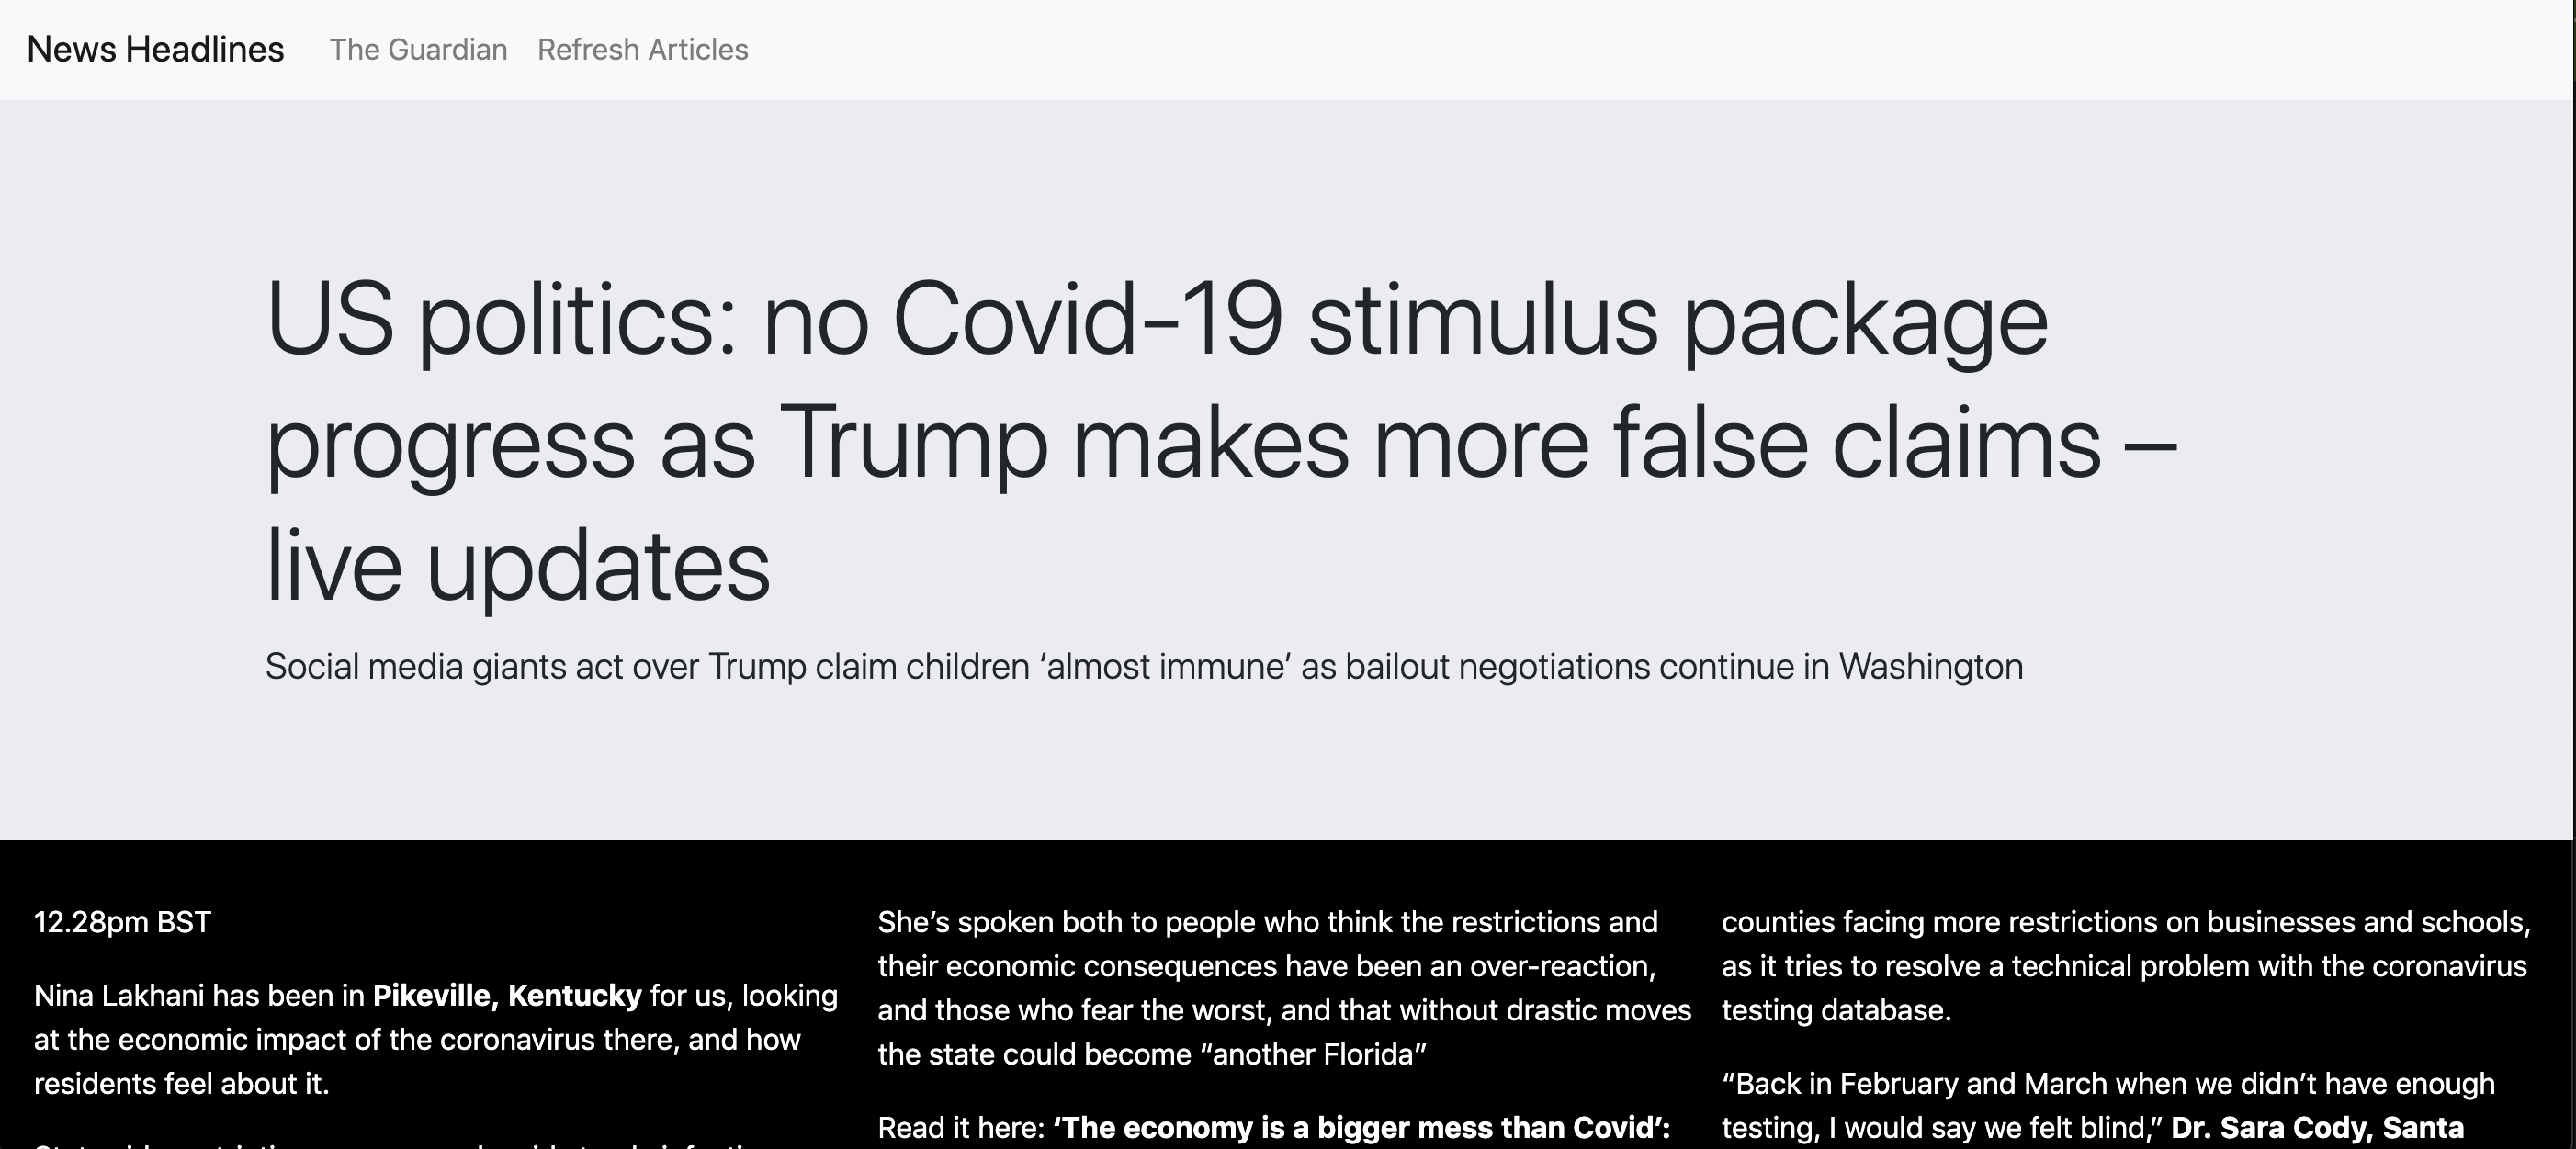 News Headlines The Guardian Refresh Articles
US politics: no Covid-19 stimulus package
progress as Trump makes more false claims –
live updates
Social media giants act over Trump claim children ‘almost immune’ as bailout negotiations continue in Washington
12.28pm BST
Nina Lakhani has been in Pikeville, Kentucky for us, looking
at the economic impact of the coronavirus there, and how
residents feel about it.
She’s spoken both to people who think the restrictions and
their economic consequences have been an over-reaction,
and those who fear the worst, and that without drastic moves
the state could become “another Florida”
Read it here: ‘The economy is a bigger mess than Covid’:
counties facing more restrictions on businesses and schools,
as it tries to resolve a technical problem with the coronavirus
testing database.
“Back in February and March when we didn’t have enough
testing, I would say we felt blind,” Dr. Sara Cody, Santa